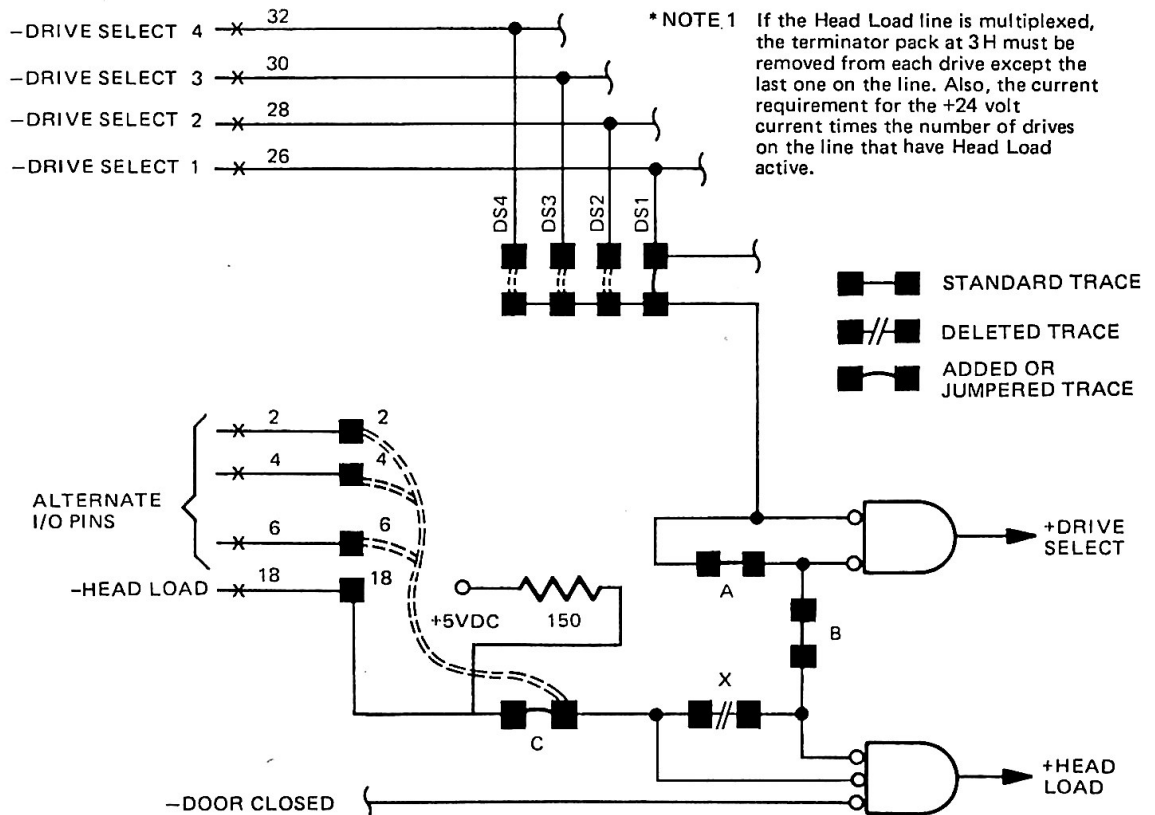 -DRIVE SELECT 4 32
-DRIVE SELECT 3 30
-DRIVE SELECT 2 28
-DRIVE SELECT 1 26
*NOTE 1 If the Head Load line is multiplexed,
the terminator pack at 3H must be
removed from each drive except the
last one on the line. Also, the current
requirement for the +24 volt
current times the number of drives
on the line that have Head Load
active.
DS4 DS3 DS2 DS1
STANDARD TRACE
DELETED TRACE
ADDED OR
JUMPERED TRACE
ALTERNATE
I/O PINS
2 2
4 4
6 6
-HEAD LOAD 18 18
+5VDC 150
A
B
C
X
+DRIVE
SELECT
+HEAD
LOAD
-DOOR CLOSED